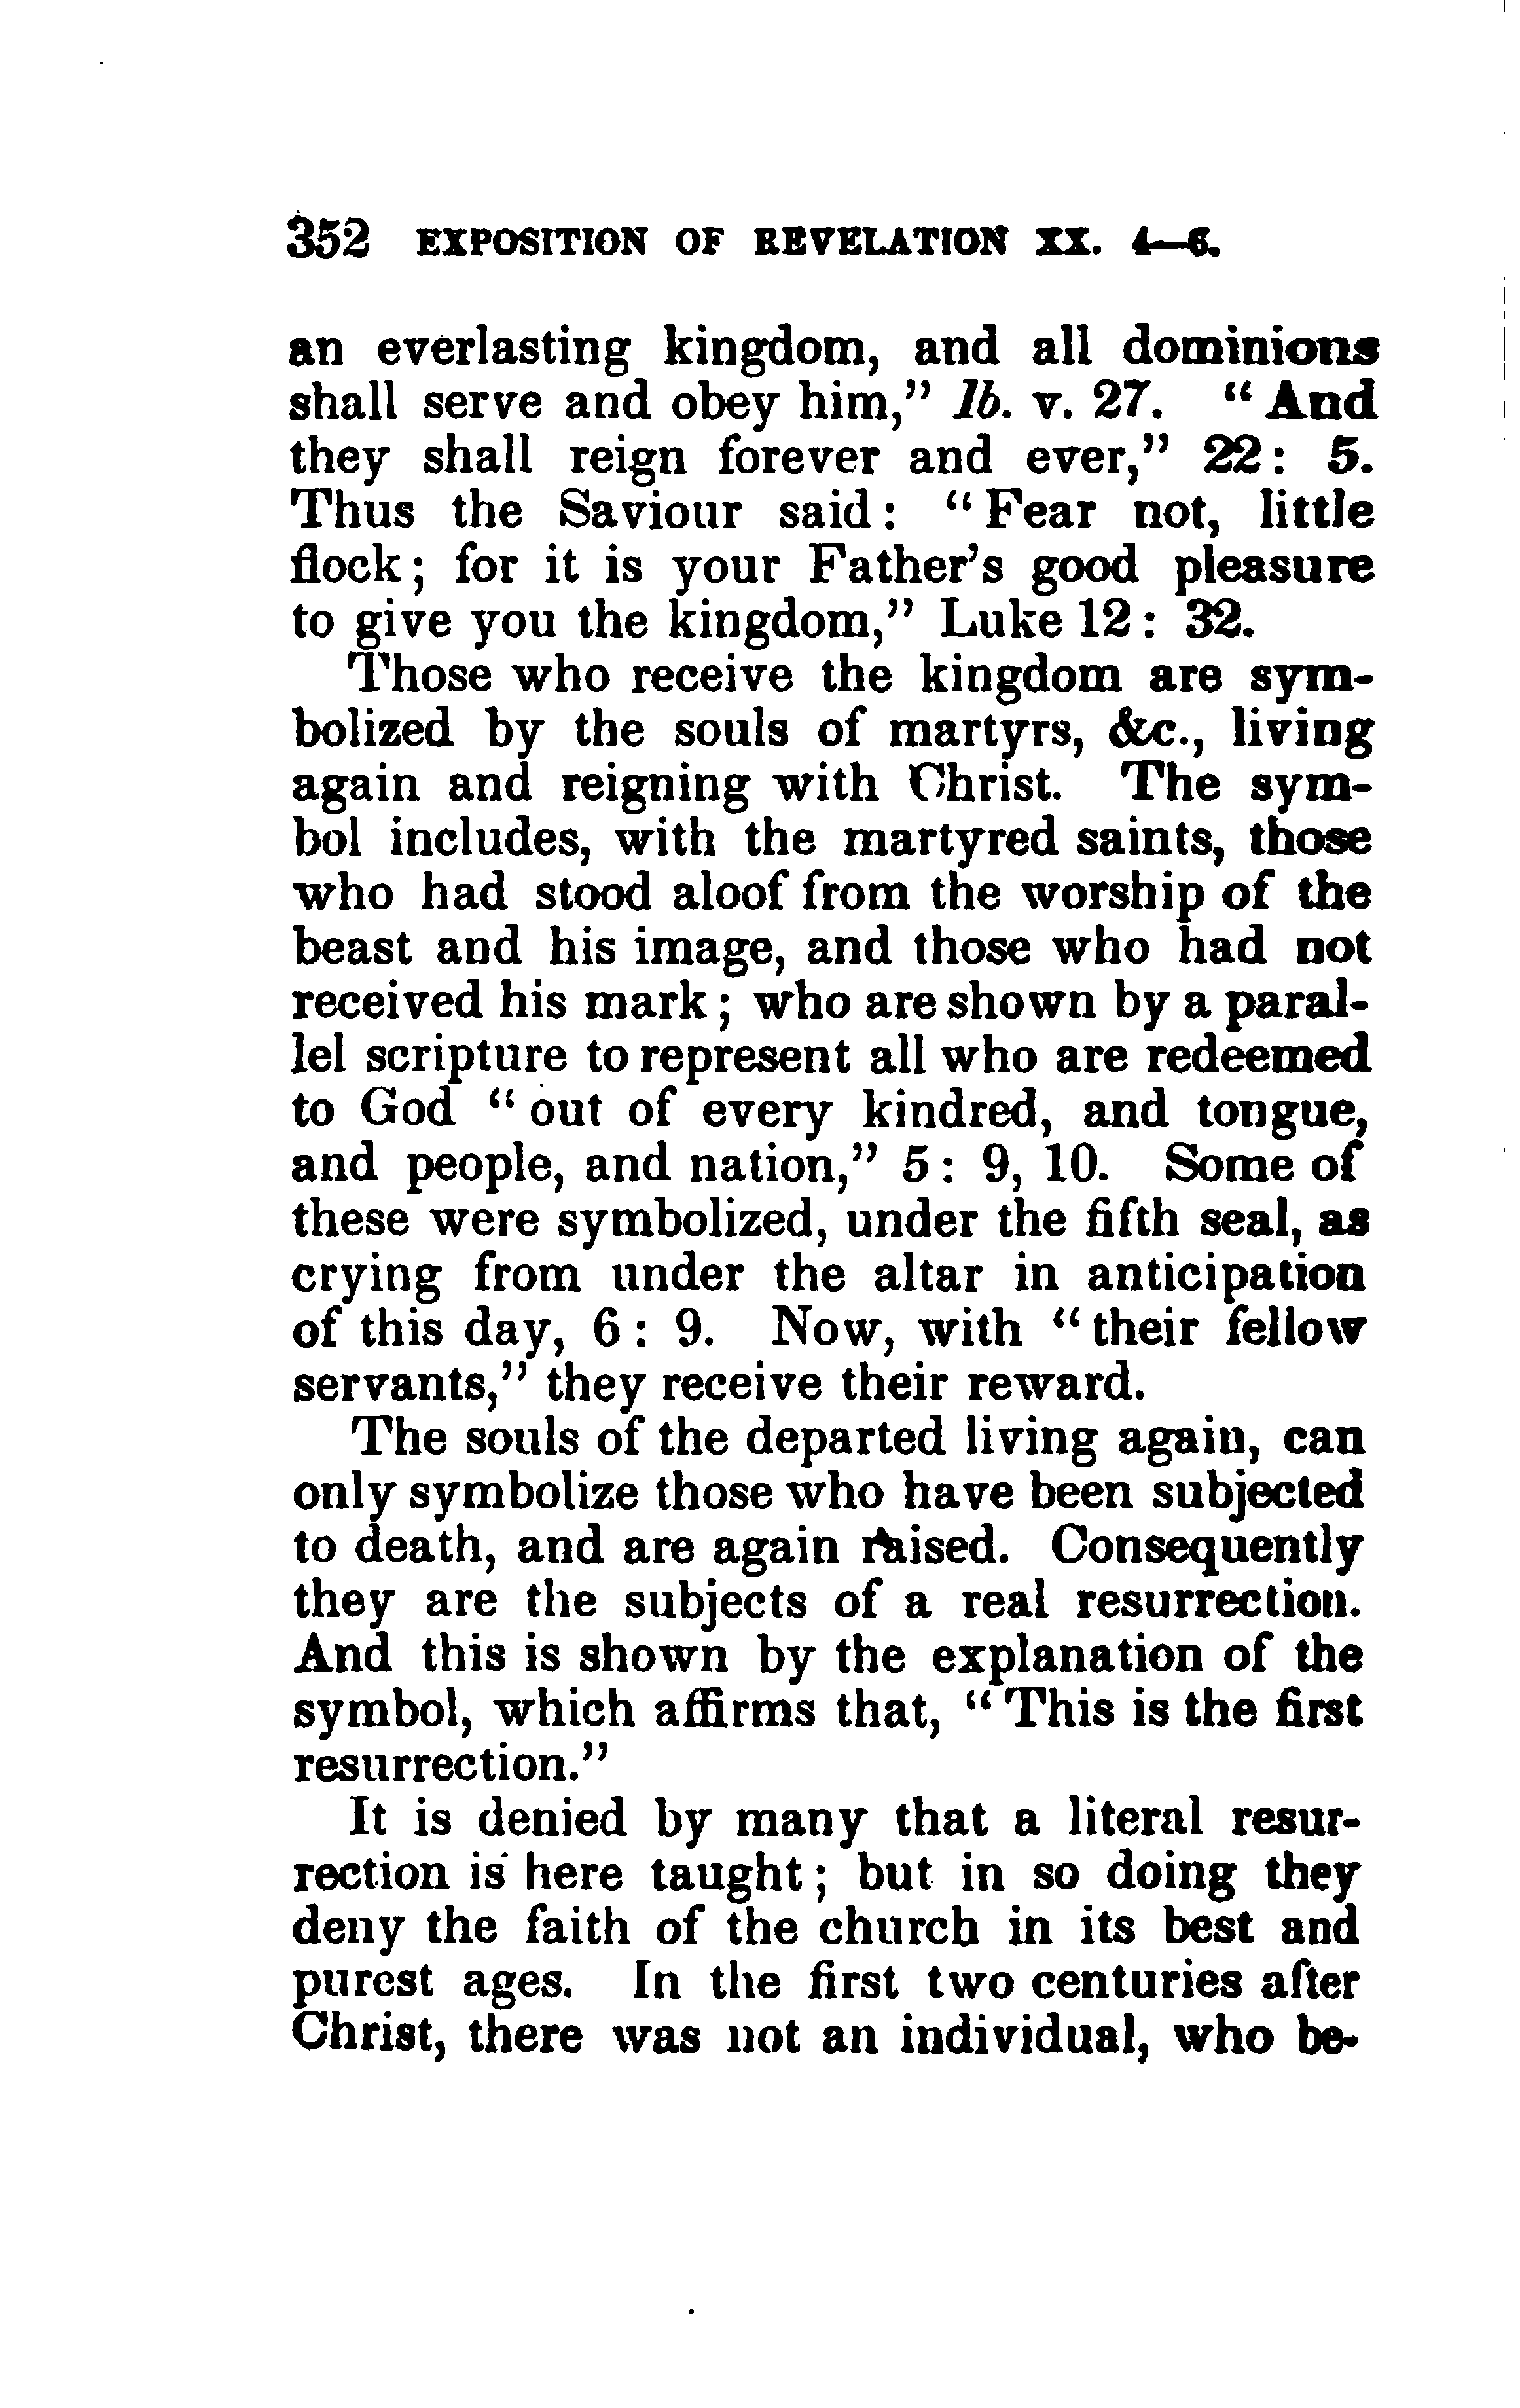 352 EXPOSITION OF REVELATION XX. 4—6.
an everlasting kingdom, and all dominions
shall serve and obey him,” Ib. v. 27. “And
they shall reign forever and ever,” 22: 5.
Thus the Saviour said: “Fear not, little
flock; for it is your Father’s good pleasure
to give you the kingdom,” Luke 12: 32.
Those who receive the kingdom are sym-
bolized by the souls of martyrs, &c., living
again and reigning with Christ. The sym-
bol includes, with the martyred saints, those
who had stood aloof from the worship of the
beast and his image, and those who had not
received his mark; who are shown by a paral-
lel scripture to represent all who are redeemed
to God “out of every kindred, and tongue,
and people, and nation,” 5: 9, 10. Some of
these were symbolized, under the fifth seal, as
crying from under the altar in anticipation
of this day, 6: 9. Now, with “their fellow
servants,” they receive their reward.
The souls of the departed living again, can
only symbolize those who have been subjected
to death, and are again raised. Consequently
they are the subjects of a real resurrection.
And this is shown by the explanation of the
symbol, which affirms that, “This is the first
resurrection.”
It is denied by many that a literal resur-
rection is here taught; but in so doing they
deny the faith of the church in its best and
purest ages. In the first two centuries after
Christ, there was not an individual, who be-